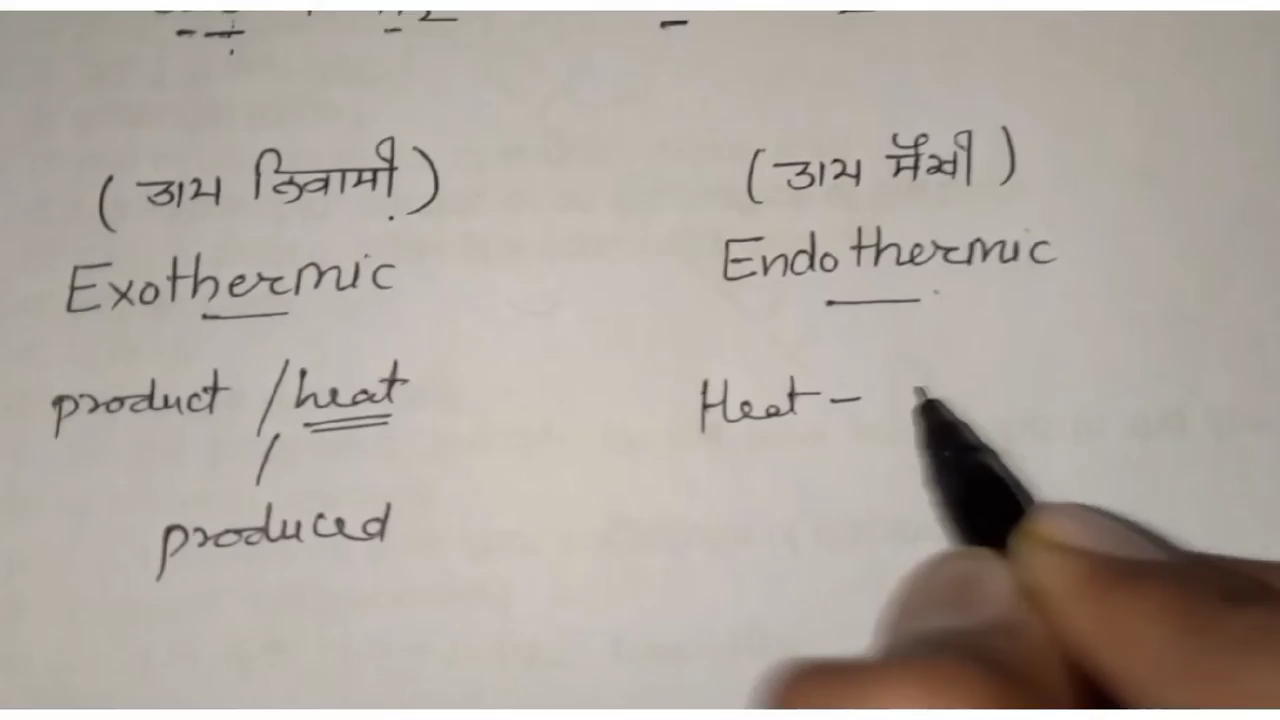 (ਤਾਪ ਨਿਕਾਸੀ)
Exothermic
product / heat
/
produced
(ਤਾਪ ਸੋਖੀ)
Endothermic
Heat –